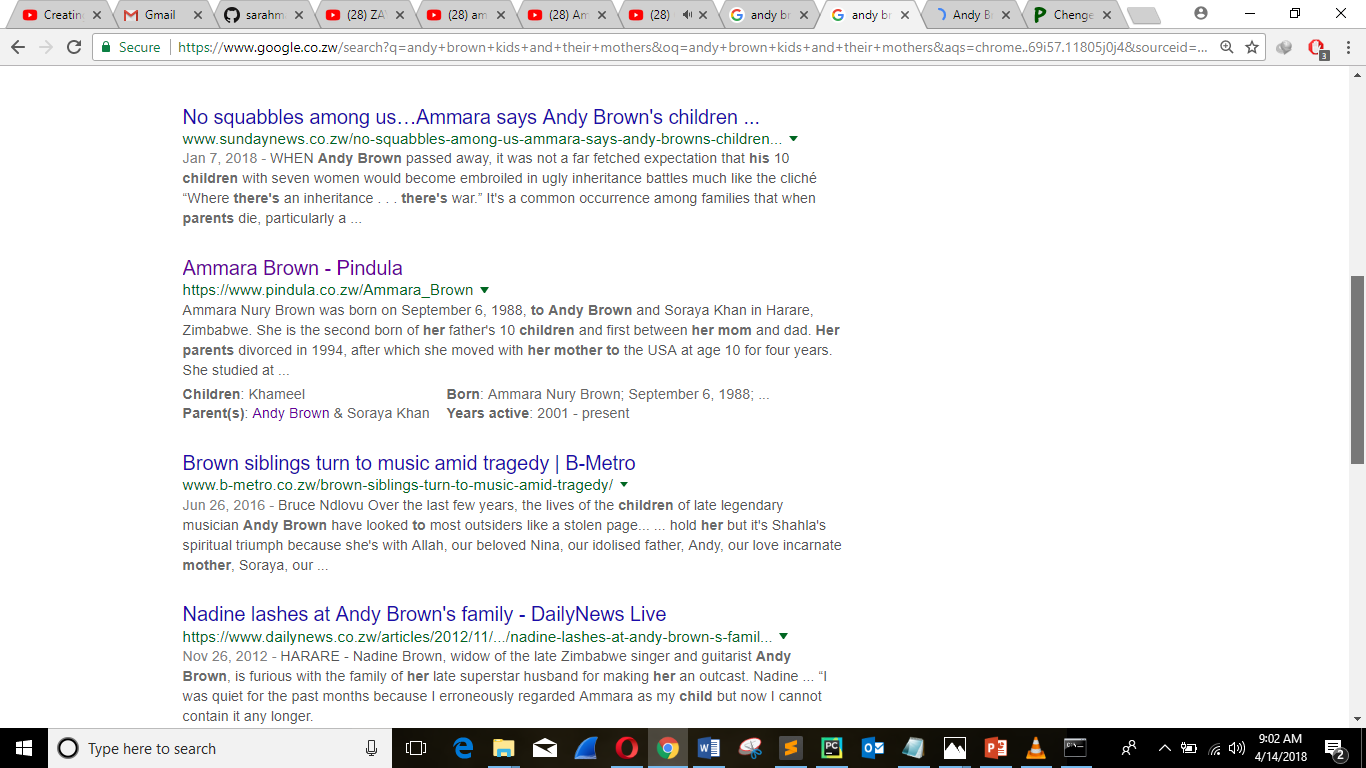 Creatin
Gmail
sarahm
(28) ZA
(28) am
(28) Am
(28)
andy br
andy br
Andy B
Chenge
Secure
https://www.google.co.zw/search?q=andy+brown+kids+and+their+mothers&oq=andy+brown+kids+and+their+mothers&aqs=chrome..69i57.11805j0j4&sourceid=...
3
No squabbles among us…Ammara says Andy Brown's children ...
www.sundaynews.co.zw/no-squabbles-among-us-ammara-says-andy-browns-children...
Jan 7, 2018 - WHEN Andy Brown passed away, it was not a far fetched expectation that his 10
children with seven women would become embroiled in ugly inheritance battles much like the cliché
“Where there's an inheritance . . . there's war.” It's a common occurrence among families that when
parents die, particularly a ...
Ammara Brown - Pindula
https://www.pindula.co.zw/Ammara_Brown
Ammara Nury Brown was born on September 6, 1988, to Andy Brown and Soraya Khan in Harare,
Zimbabwe. She is the second born of her father's 10 children and first between her mom and dad. Her
parents divorced in 1994, after which she moved with her mother to the USA at age 10 for four years.
She studied at ...
Children: Khameel
Born: Ammara Nury Brown; September 6, 1988; ...
Parent(s): Andy Brown & Soraya Khan
Years active: 2001 - present
Brown siblings turn to music amid tragedy | B-Metro
www.b-metro.co.zw/brown-siblings-turn-to-music-amid-tragedy/
Jun 26, 2016 - Bruce Ndlovu Over the last few years, the lives of the children of late legendary
musician Andy Brown have looked to most outsiders like a stolen page... ... hold her but it's Shahla's
spiritual triumph because she's with Allah, our beloved Nina, our idolised father, Andy, our love incarnate
mother, Soraya, our ...
Nadine lashes at Andy Brown's family - DailyNews Live
https://www.dailynews.co.zw/articles/2012/11/.../nadine-lashes-at-andy-brown-s-famil...
Nov 26, 2012 - HARARE - Nadine Brown, widow of the late Zimbabwe singer and guitarist Andy
Brown, is furious with the family of her late superstar husband for making her an outcast. Nadine ... “I
was quiet for the past months because I erroneously regarded Ammara as my child but now I cannot
contain it any longer.
Type here to search
9:02 AM
4/14/2018
2